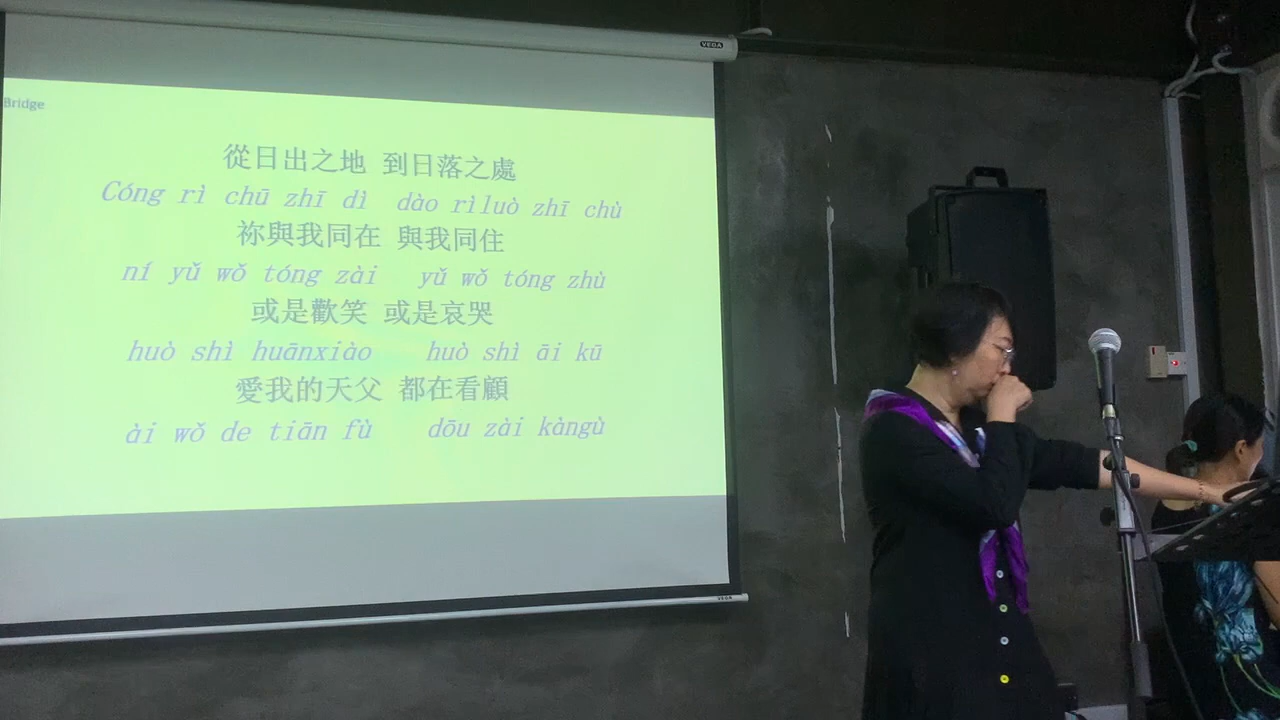 VEGA
Bridge
從日出之地 到日落之處
Cóng rì chū zhī dì dào rìluò zhī chù
祢與我同在 與我同住
ní yǔ wǒ tóng zài yǔ wǒ tóng zhù
或是歡笑 或是哀哭
huò shì huānxiào huò shì āi kū
愛我的天父 都在看顧
ài wǒ de tiān fù dōu zài kàngù
VEGA